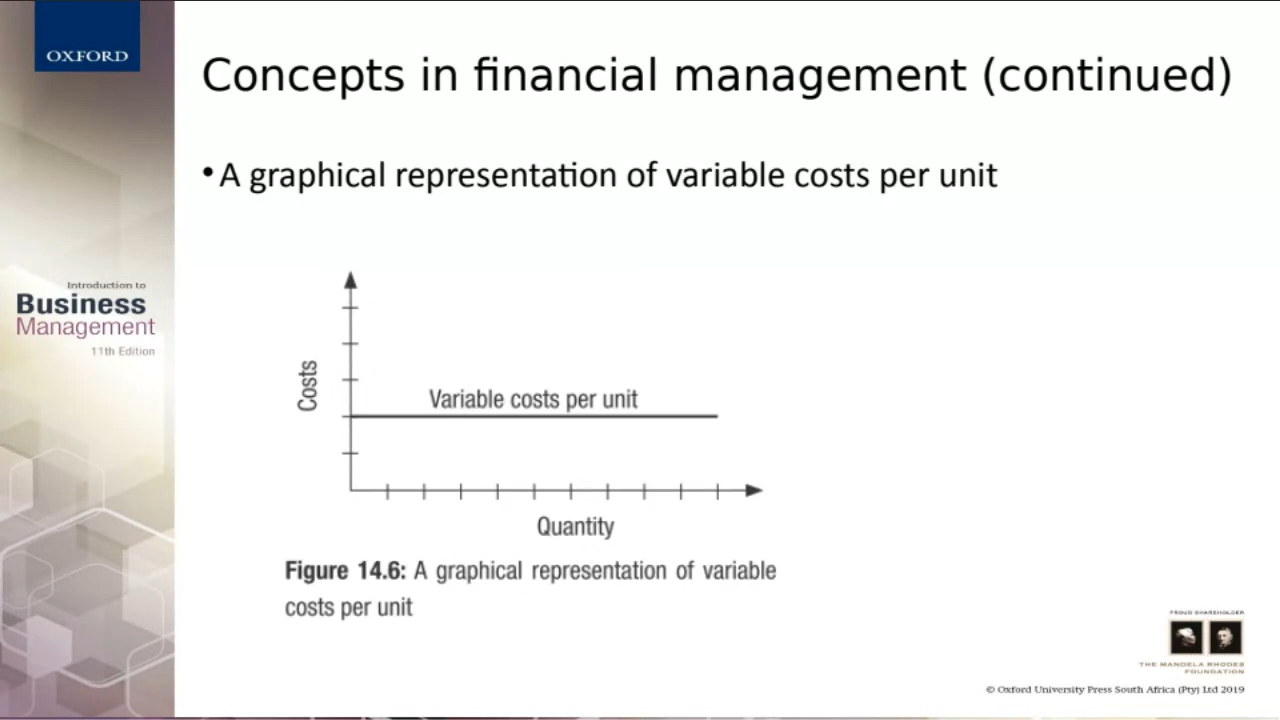 OXFORD
Concepts in financial management (continued)
• A graphical representation of variable costs per unit
Introduction to
Business
Management
11th Edition
Costs
Variable costs per unit
Quantity
Figure 14.6: A graphical representation of variable
costs per unit
PROUD SHAREHOLDER
THE MANDELA RHODES
FOUNDATION
© Oxford University Press South Africa (Pty) Ltd 2019